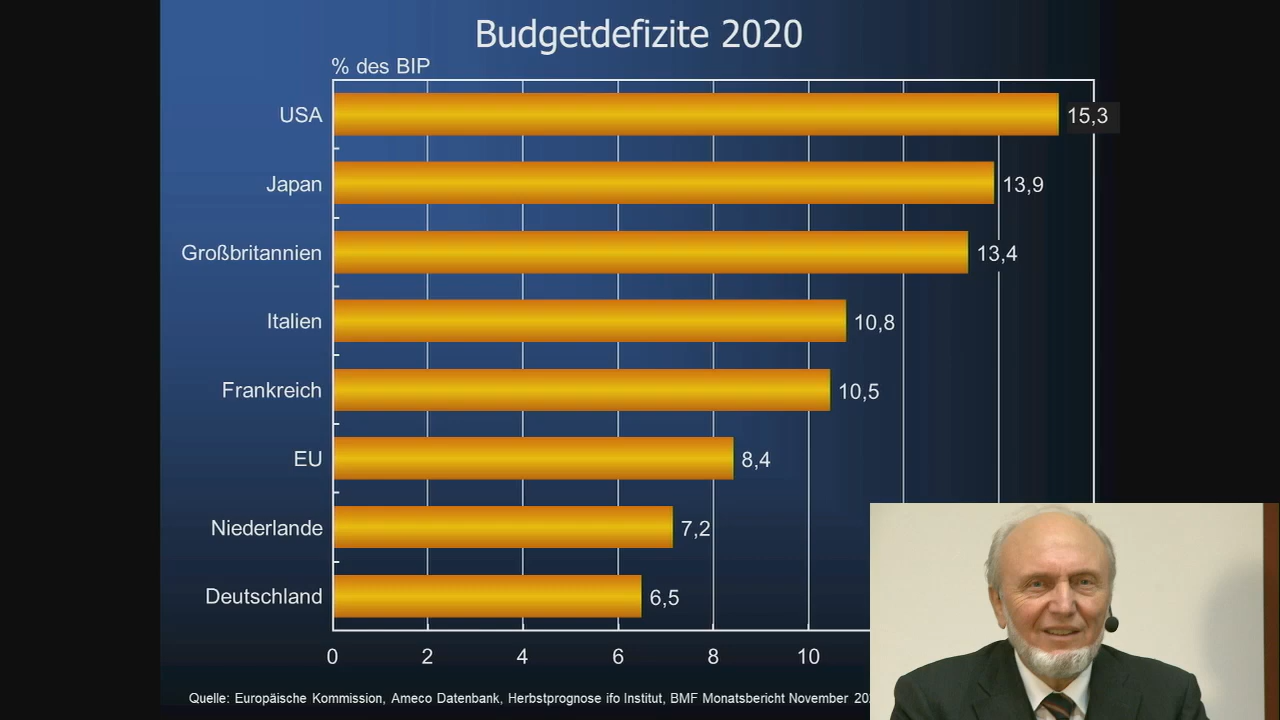 Budgetdefizite 2020
% des BIP
USA 15,3
Japan 13,9
Großbritannien 13,4
Italien 10,8
Frankreich 10,5
EU 8,4
Niederlande 7,2
Deutschland 6,5
0 2 4 6 8 10
Quelle: Europäische Kommission, Ameco Datenbank, Herbstprognose ifo Institut, BMF Monatsbericht November